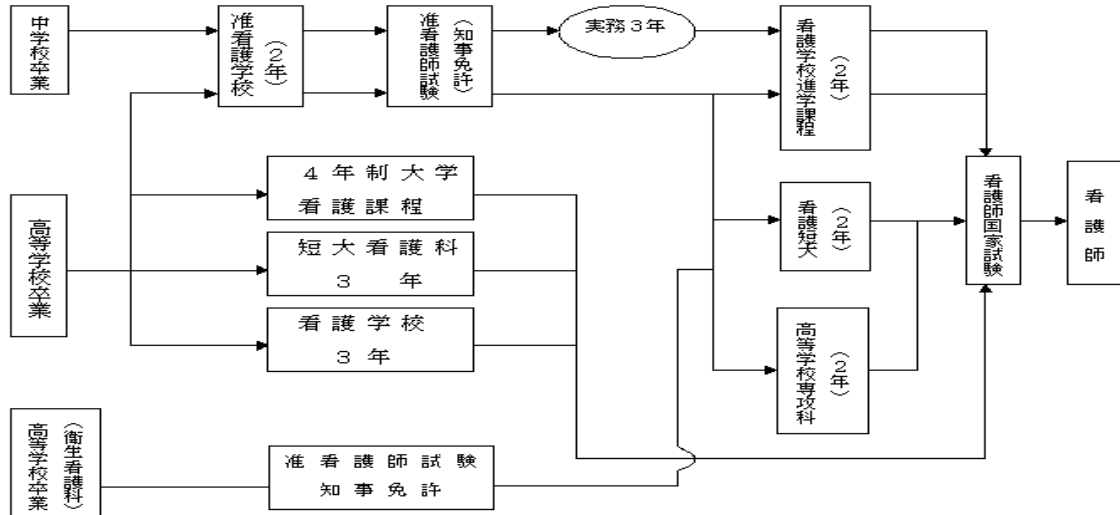 中学校卒業
准看護学校
（2年）
准看護師試験
（知事免許）
実務３年
看護学校進学課程
（2年）
４年制大学
看護課程
短大看護科
３　年
看護学校
３年
高等学校卒業
看護短大
（2年）
高等学校専攻科
（2年）
看護師国家試験
看護師
高等学校卒業
（衛生看護科）
准看護師試験
知事免許